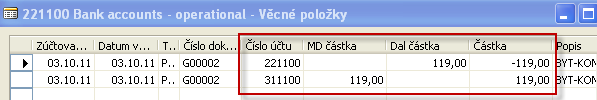 221100 Bank accounts - operational - Věcné položky
Zúčtova... Datum v... T... Číslo dok... Číslo účtu MD částka Dal částka Částka Popis
03.10.11 03.10.11 P... G00002 221100 119,00 -119,00 BYT-KOM
03.10.11 03.10.11 P... G00002 311100 119,00 119,00 BYT-KOM